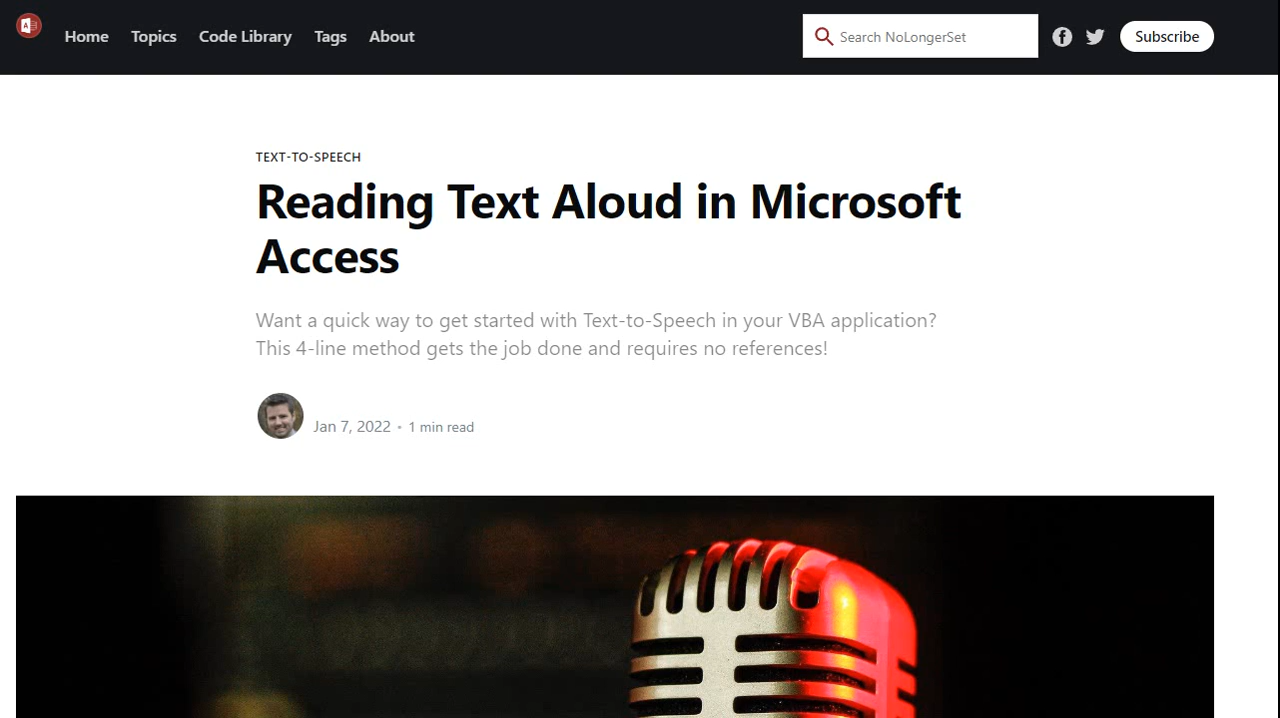 Home Topics Code Library Tags About Search NoLongerSet Subscribe
TEXT-TO-SPEECH
Reading Text Aloud in Microsoft
Access
Want a quick way to get started with Text-to-Speech in your VBA application?
This 4-line method gets the job done and requires no references!
Jan 7, 2022 • 1 min read